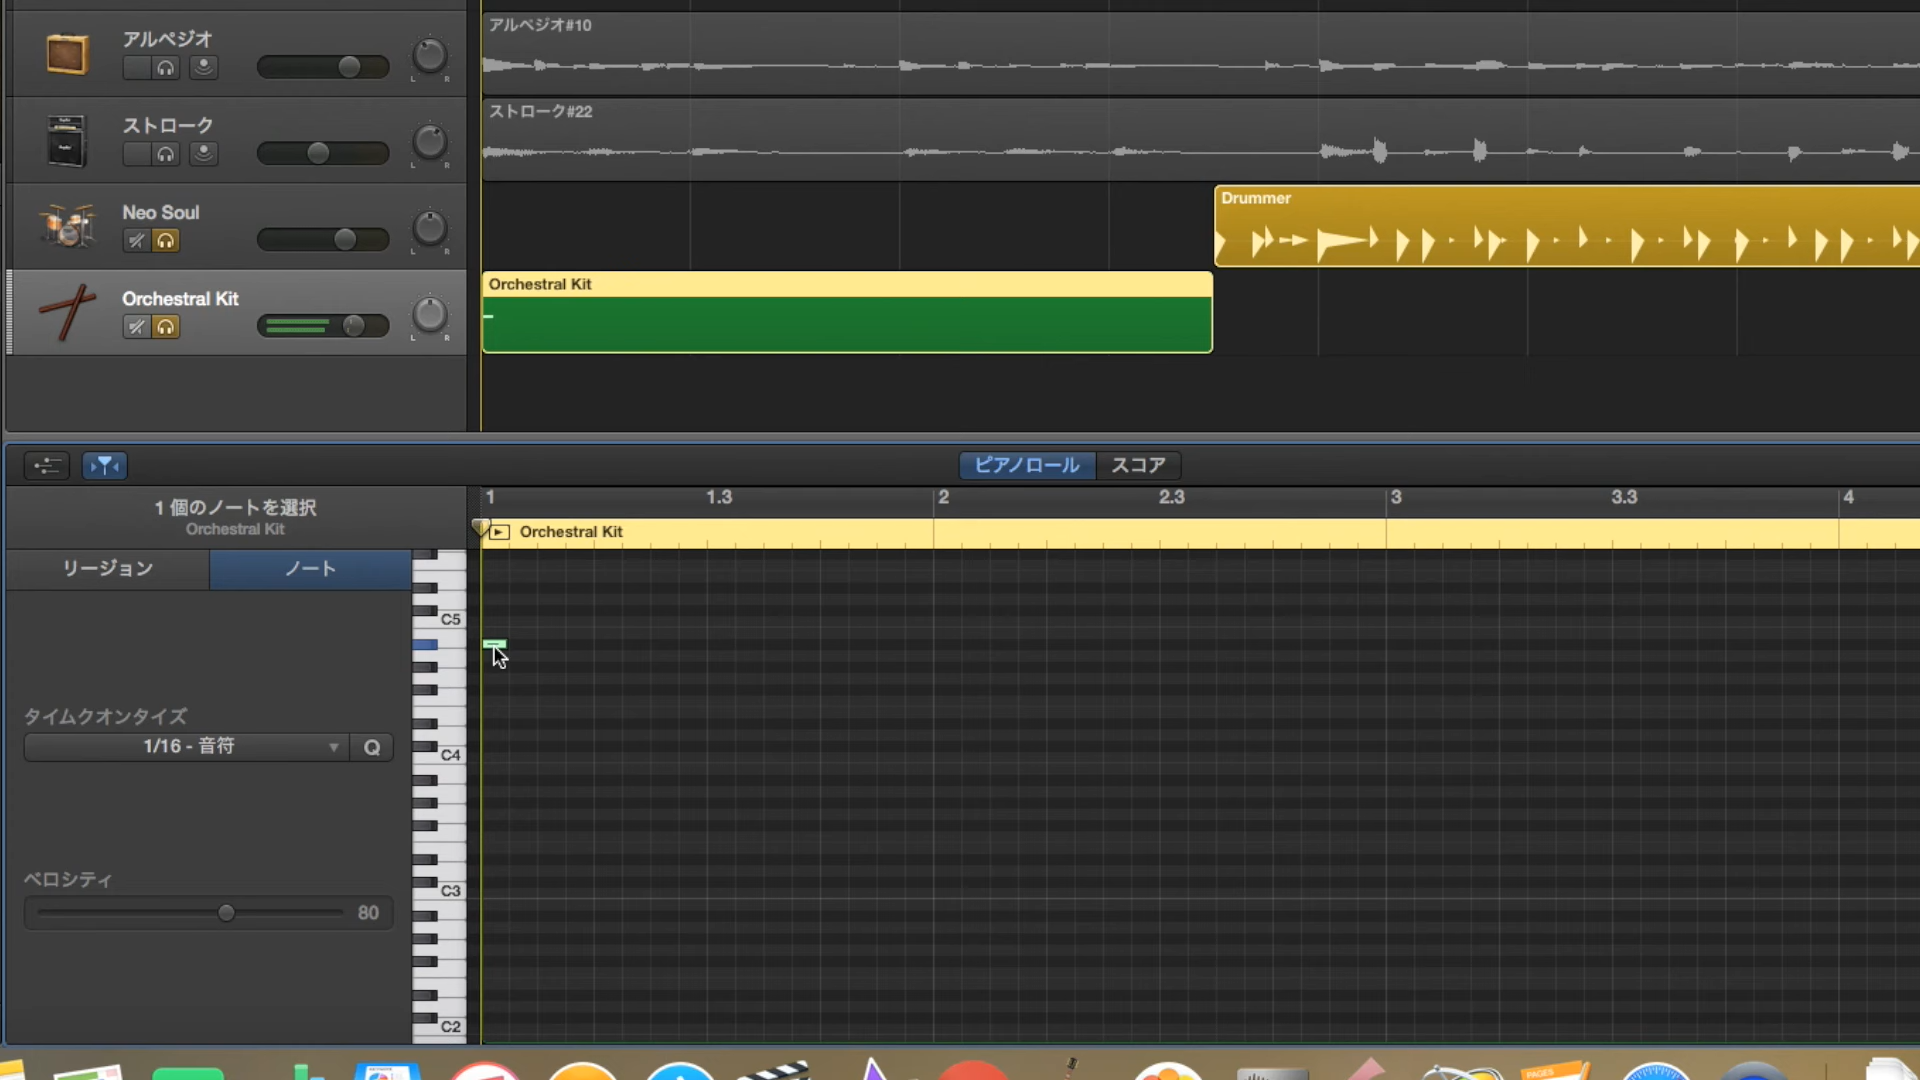 アルペジオ
L R
アルペジオ#10
ストローク
L R
ストローク#22
Neo Soul
L R
Drummer
Orchestral Kit
L R
Orchestral Kit
ピアノロール スコア
1 個のノートを選択
Orchestral Kit
1 1.3 2 2.3 3 3.3 4
Orchestral Kit
リージョン ノート
C5
タイムクオンタイズ
1/16 - 音符 Q
C4
ベロシティ
80
C3
C2
PAGES